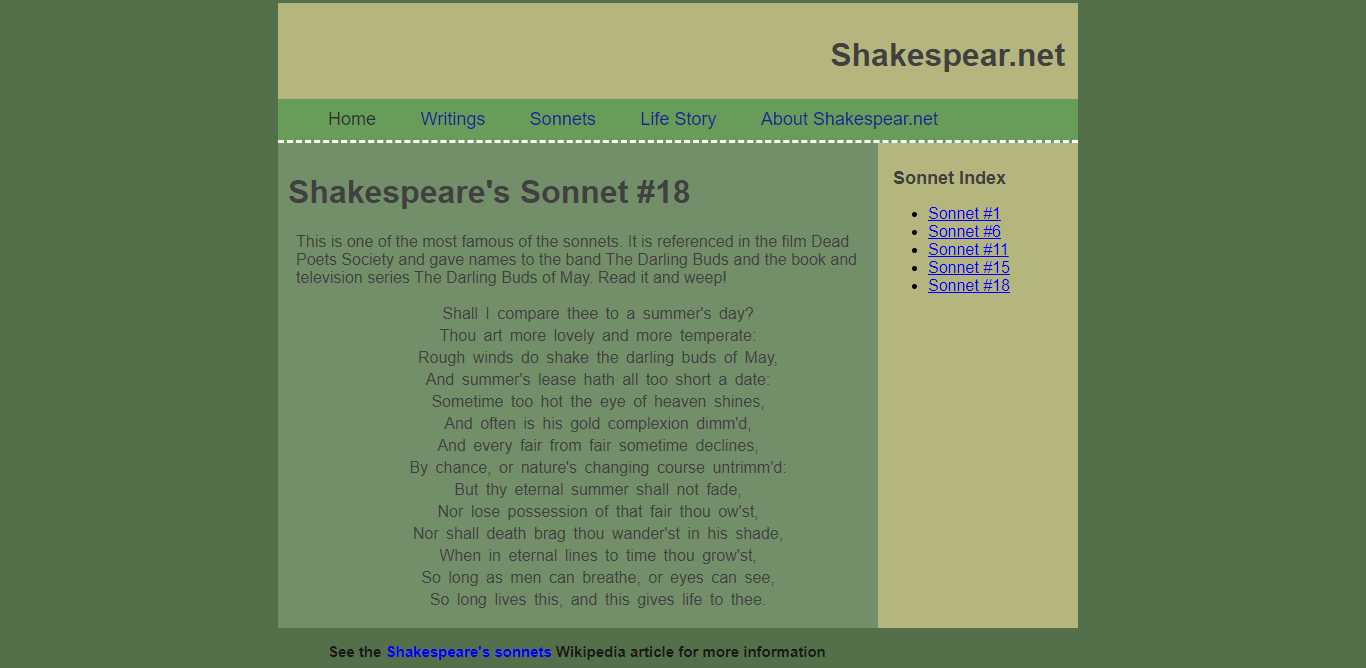 Shakespear.net
Home Writings Sonnets Life Story About Shakespear.net
Shakespeare's Sonnet #18
This is one of the most famous of the sonnets. It is referenced in the film Dead
Poets Society and gave names to the band The Darling Buds and the book and
television series The Darling Buds of May. Read it and weep!
Shall I compare thee to a summer's day?
Thou art more lovely and more temperate:
Rough winds do shake the darling buds of May,
And summer's lease hath all too short a date:
Sometime too hot the eye of heaven shines,
And often is his gold complexion dimm'd,
And every fair from fair sometime declines,
By chance, or nature's changing course untrimm'd:
But thy eternal summer shall not fade,
Nor lose possession of that fair thou ow'st,
Nor shall death brag thou wander'st in his shade,
When in eternal lines to time thou grow'st,
So long as men can breathe, or eyes can see,
So long lives this, and this gives life to thee.
Sonnet Index
Sonnet #1
Sonnet #6
Sonnet #11
Sonnet #15
Sonnet #18
See the Shakespeare's sonnets Wikipedia article for more information